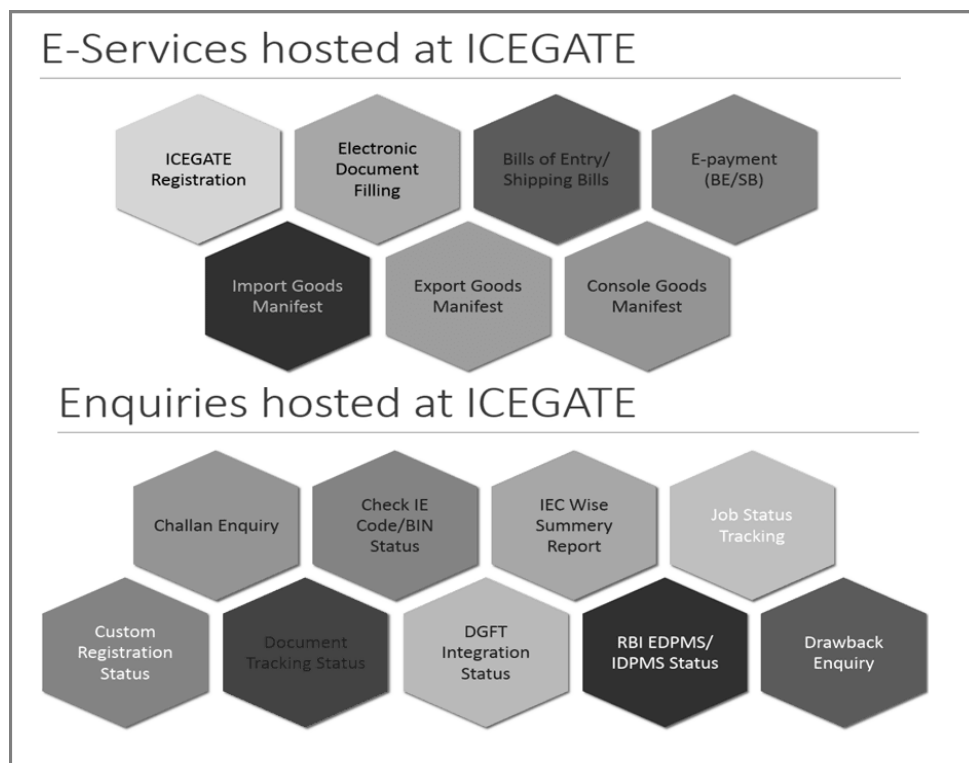 E-Services hosted at ICEGATE
ICEGATE
Registration
Electronic
Document
Filling
Bills of Entry/
Shipping Bills
E-payment
(BE/SB)
Import Goods
Manifest
Export Goods
Manifest
Console Goods
Manifest
Enquiries hosted at ICEGATE
Challan Enquiry
Check IE
Code/BIN
Status
IEC Wise
Summery
Report
Job Status
Tracking
Custom
Registration
Status
Document
Tracking Status
DGFT
Integration
Status
RBI EDPMS/
IDPMS Status
Drawback
Enquiry